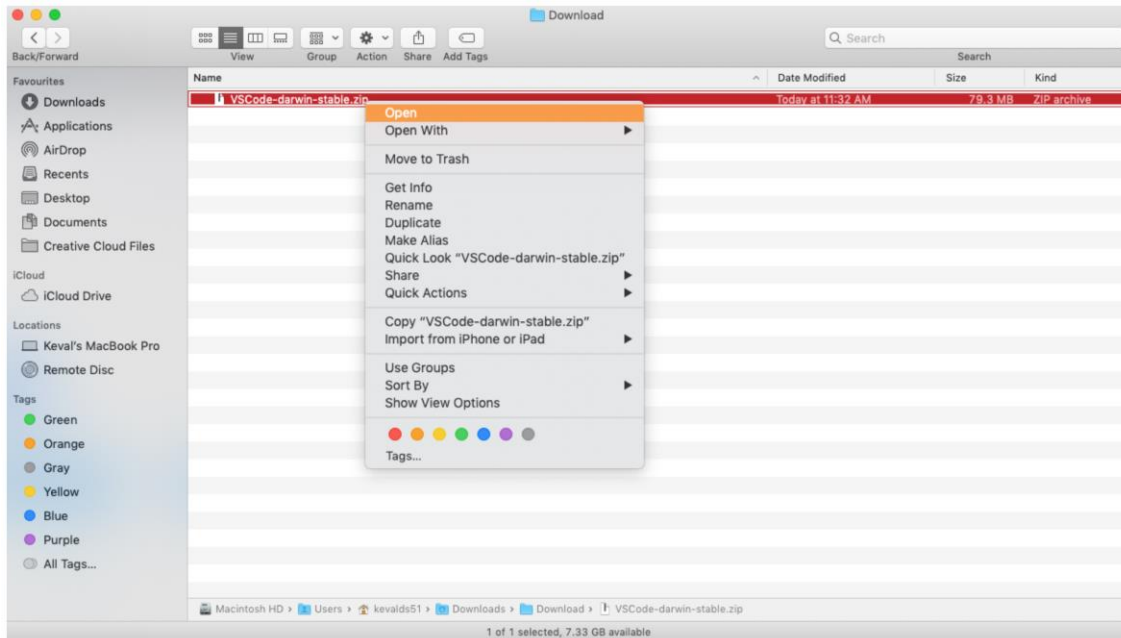 Download
Search
Back/Forward View Group Action Share Add Tags Search
Favourites
Downloads
Applications
AirDrop
Recents
Desktop
Documents
Creative Cloud Files
iCloud
iCloud Drive
Locations
Keval's MacBook Pro
Remote Disc
Tags
Green
Orange
Gray
Yellow
Blue
Purple
All Tags...
Name Date Modified Size Kind
VSCode-darwin-stable.zip Today at 11:32 AM 79.3 MB ZIP archive
Open
Open With
Move to Trash
Get Info
Rename
Duplicate
Make Alias
Quick Look “VSCode-darwin-stable.zip”
Share
Quick Actions
Copy “VSCode-darwin-stable.zip”
Import from iPhone or iPad
Use Groups
Sort By
Show View Options
Tags...
Macintosh HD › Users › kevalds51 › Downloads › Download › VSCode-darwin-stable.zip
1 of 1 selected, 7.33 GB available